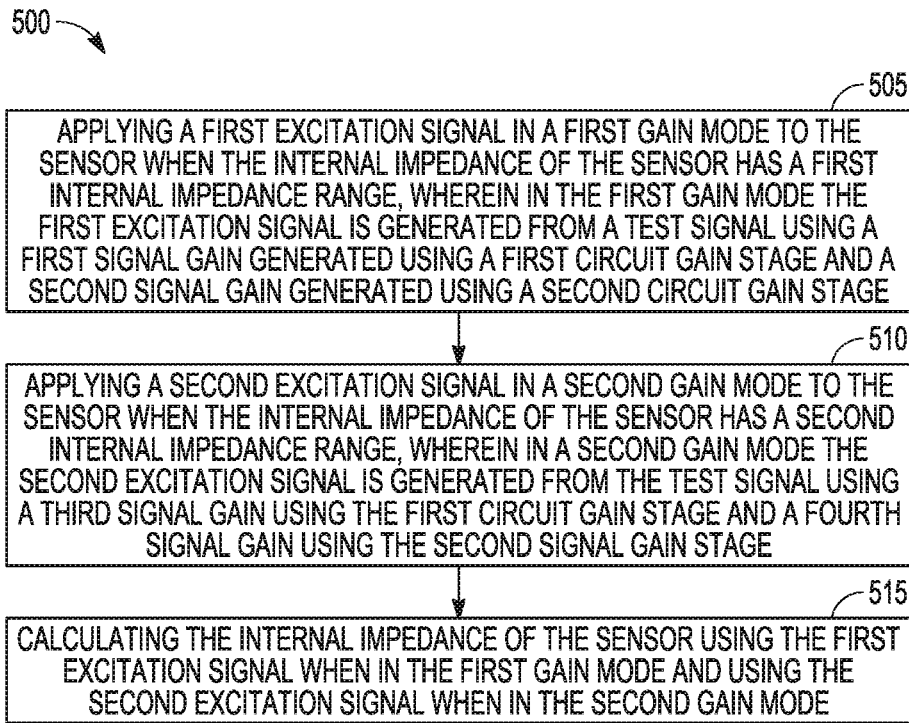 500
505
APPLYING A FIRST EXCITATION SIGNAL IN A FIRST GAIN MODE TO THE
SENSOR WHEN THE INTERNAL IMPEDANCE OF THE SENSOR HAS A FIRST
INTERNAL IMPEDANCE RANGE, WHEREIN IN THE FIRST GAIN MODE THE
FIRST EXCITATION SIGNAL IS GENERATED FROM A TEST SIGNAL USING A
FIRST SIGNAL GAIN GENERATED USING A FIRST CIRCUIT GAIN STAGE AND A
SECOND SIGNAL GAIN GENERATED USING A SECOND CIRCUIT GAIN STAGE
510
APPLYING A SECOND EXCITATION SIGNAL IN A SECOND GAIN MODE TO THE
SENSOR WHEN THE INTERNAL IMPEDANCE OF THE SENSOR HAS A SECOND
INTERNAL IMPEDANCE RANGE, WHEREIN IN A SECOND GAIN MODE THE
SECOND EXCITATION SIGNAL IS GENERATED FROM THE TEST SIGNAL USING
A THIRD SIGNAL GAIN USING THE FIRST CIRCUIT GAIN STAGE AND A FOURTH
SIGNAL GAIN USING THE SECOND SIGNAL GAIN STAGE
515
CALCULATING THE INTERNAL IMPEDANCE OF THE SENSOR USING THE FIRST
EXCITATION SIGNAL WHEN IN THE FIRST GAIN MODE AND USING THE
SECOND EXCITATION SIGNAL WHEN IN THE SECOND GAIN MODE